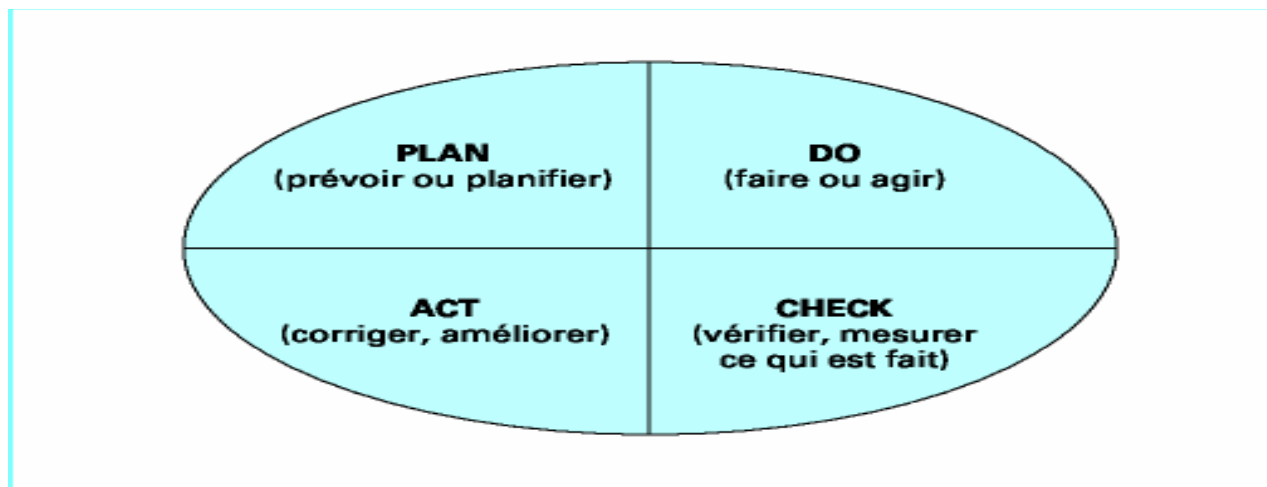 PLAN
(prévoir ou planifier)
DO
(faire ou agir)
ACT
(corriger, améliorer)
CHECK
(vérifier, mesurer
ce qui est fait)